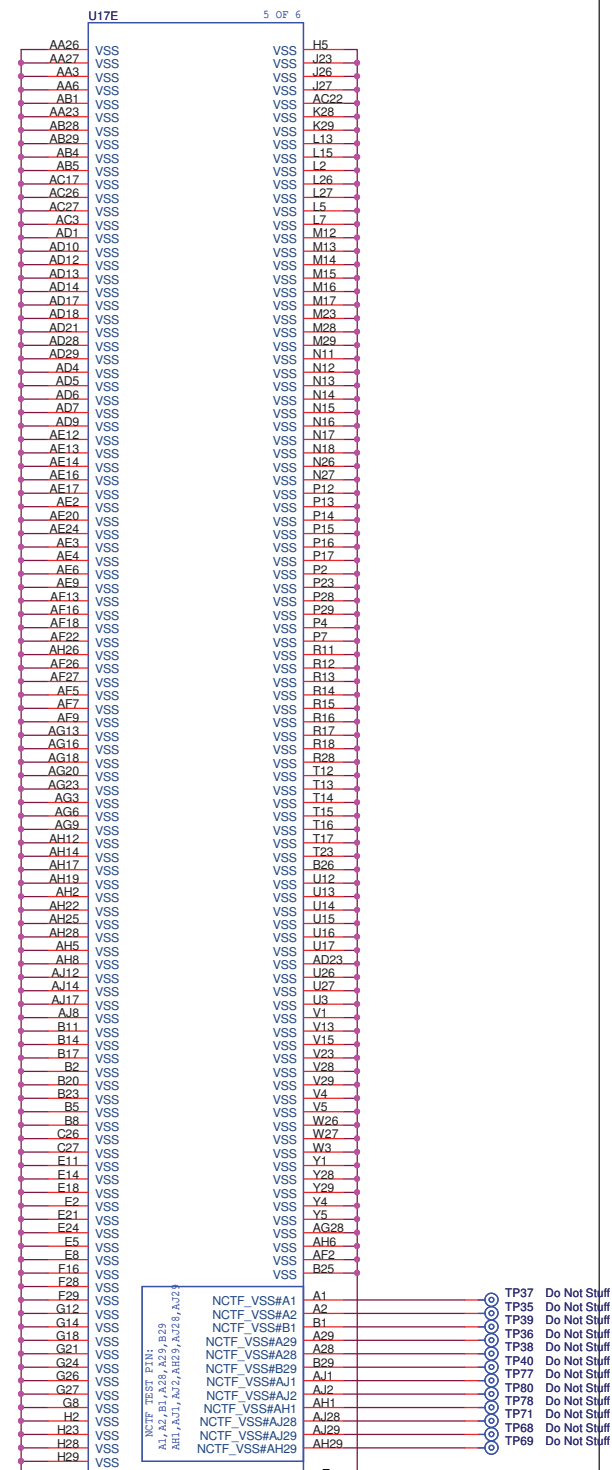 U17E 5 OF 6
AA26 VSS VSS H5
AA27 VSS VSS J23
AA3 VSS VSS J26
AA6 VSS VSS J27
AB1 VSS VSS AC22
AA23 VSS VSS K28
AB28 VSS VSS K29
AB29 VSS VSS L13
AB4 VSS VSS L15
AB5 VSS VSS L2
AC17 VSS VSS L26
AC26 VSS VSS L27
AC27 VSS VSS L5
AC3 VSS VSS L7
AD1 VSS VSS M12
AD10 VSS VSS M13
AD12 VSS VSS M14
AD13 VSS VSS M15
AD14 VSS VSS M16
AD17 VSS VSS M17
AD18 VSS VSS M23
AD21 VSS VSS M28
AD28 VSS VSS M29
AD29 VSS VSS N11
AD4 VSS VSS N12
AD5 VSS VSS N13
AD6 VSS VSS N14
AD7 VSS VSS N15
AD9 VSS VSS N16
AE12 VSS VSS N17
AE13 VSS VSS N18
AE14 VSS VSS N26
AE16 VSS VSS N27
AE17 VSS VSS P12
AE2 VSS VSS P13
AE20 VSS VSS P14
AE24 VSS VSS P15
AE3 VSS VSS P16
AE4 VSS VSS P17
AE6 VSS VSS P2
AE9 VSS VSS P23
AF13 VSS VSS P28
AF16 VSS VSS P29
AF18 VSS VSS P4
AF22 VSS VSS P7
AH26 VSS VSS R11
AF26 VSS VSS R12
AF27 VSS VSS R13
AF5 VSS VSS R14
AF7 VSS VSS R15
AF9 VSS VSS R16
AG13 VSS VSS R17
AG16 VSS VSS R18
AG18 VSS VSS R28
AG20 VSS VSS T12
AG23 VSS VSS T13
AG3 VSS VSS T14
AG6 VSS VSS T15
AG9 VSS VSS T16
AH12 VSS VSS T17
AH14 VSS VSS T23
AH17 VSS VSS B26
AH19 VSS VSS U12
AH2 VSS VSS U13
AH22 VSS VSS U14
AH25 VSS VSS U15
AH28 VSS VSS U16
AH5 VSS VSS U17
AH8 VSS VSS AD23
AJ12 VSS VSS U26
AJ14 VSS VSS U27
AJ17 VSS VSS U3
AJ8 VSS VSS V1
B11 VSS VSS V13
B14 VSS VSS V15
B17 VSS VSS V23
B2 VSS VSS V28
B20 VSS VSS V29
B23 VSS VSS V4
B5 VSS VSS V5
B8 VSS VSS W26
C26 VSS VSS W27
C27 VSS VSS W3
E11 VSS VSS Y1
E14 VSS VSS Y28
E18 VSS VSS Y29
E2 VSS VSS Y4
E21 VSS VSS Y5
E24 VSS VSS AG28
E5 VSS VSS AH6
E8 VSS VSS AF2
F16 VSS VSS B25
F28 VSS
F29 VSS NCTF_VSS#A1 A1 TP37 Do Not Stuff
G12 VSS NCTF_VSS#A2 A2 TP35 Do Not Stuff
G14 VSS NCTF_VSS#B1 B1 TP39 Do Not Stuff
G18 VSS NCTF_VSS#A29 A29 TP36 Do Not Stuff
G21 VSS NCTF_VSS#A28 A28 TP38 Do Not Stuff
G24 VSS NCTF_VSS#B29 B29 TP40 Do Not Stuff
G26 VSS NCTF_VSS#AJ1 AJ1 TP77 Do Not Stuff
G27 VSS NCTF_VSS#AJ2 AJ2 TP80 Do Not Stuff
G8 VSS NCTF_VSS#AH1 AH1 TP78 Do Not Stuff
H2 VSS NCTF_VSS#AJ28 AJ28 TP71 Do Not Stuff
H23 VSS NCTF_VSS#AJ29 AJ29 TP68 Do Not Stuff
H28 VSS NCTF_VSS#AH29 AH29 TP69 Do Not Stuff
H29 VSS
NCTF TEST PIN:
A1,A2,B1,A28,A29,B29
AH1,AJ1,AJ2,AH29,AJ28,AJ29